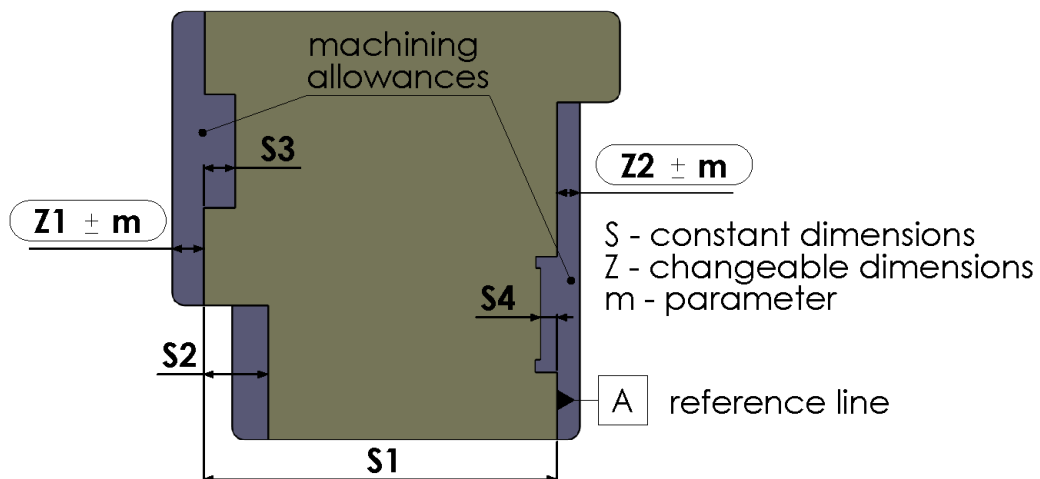 machining
allowances
S3
Z2 ± m
Z1 ± m
S - constant dimensions
Z - changeable dimensions
m - parameter
S4
S2
A reference line
S1